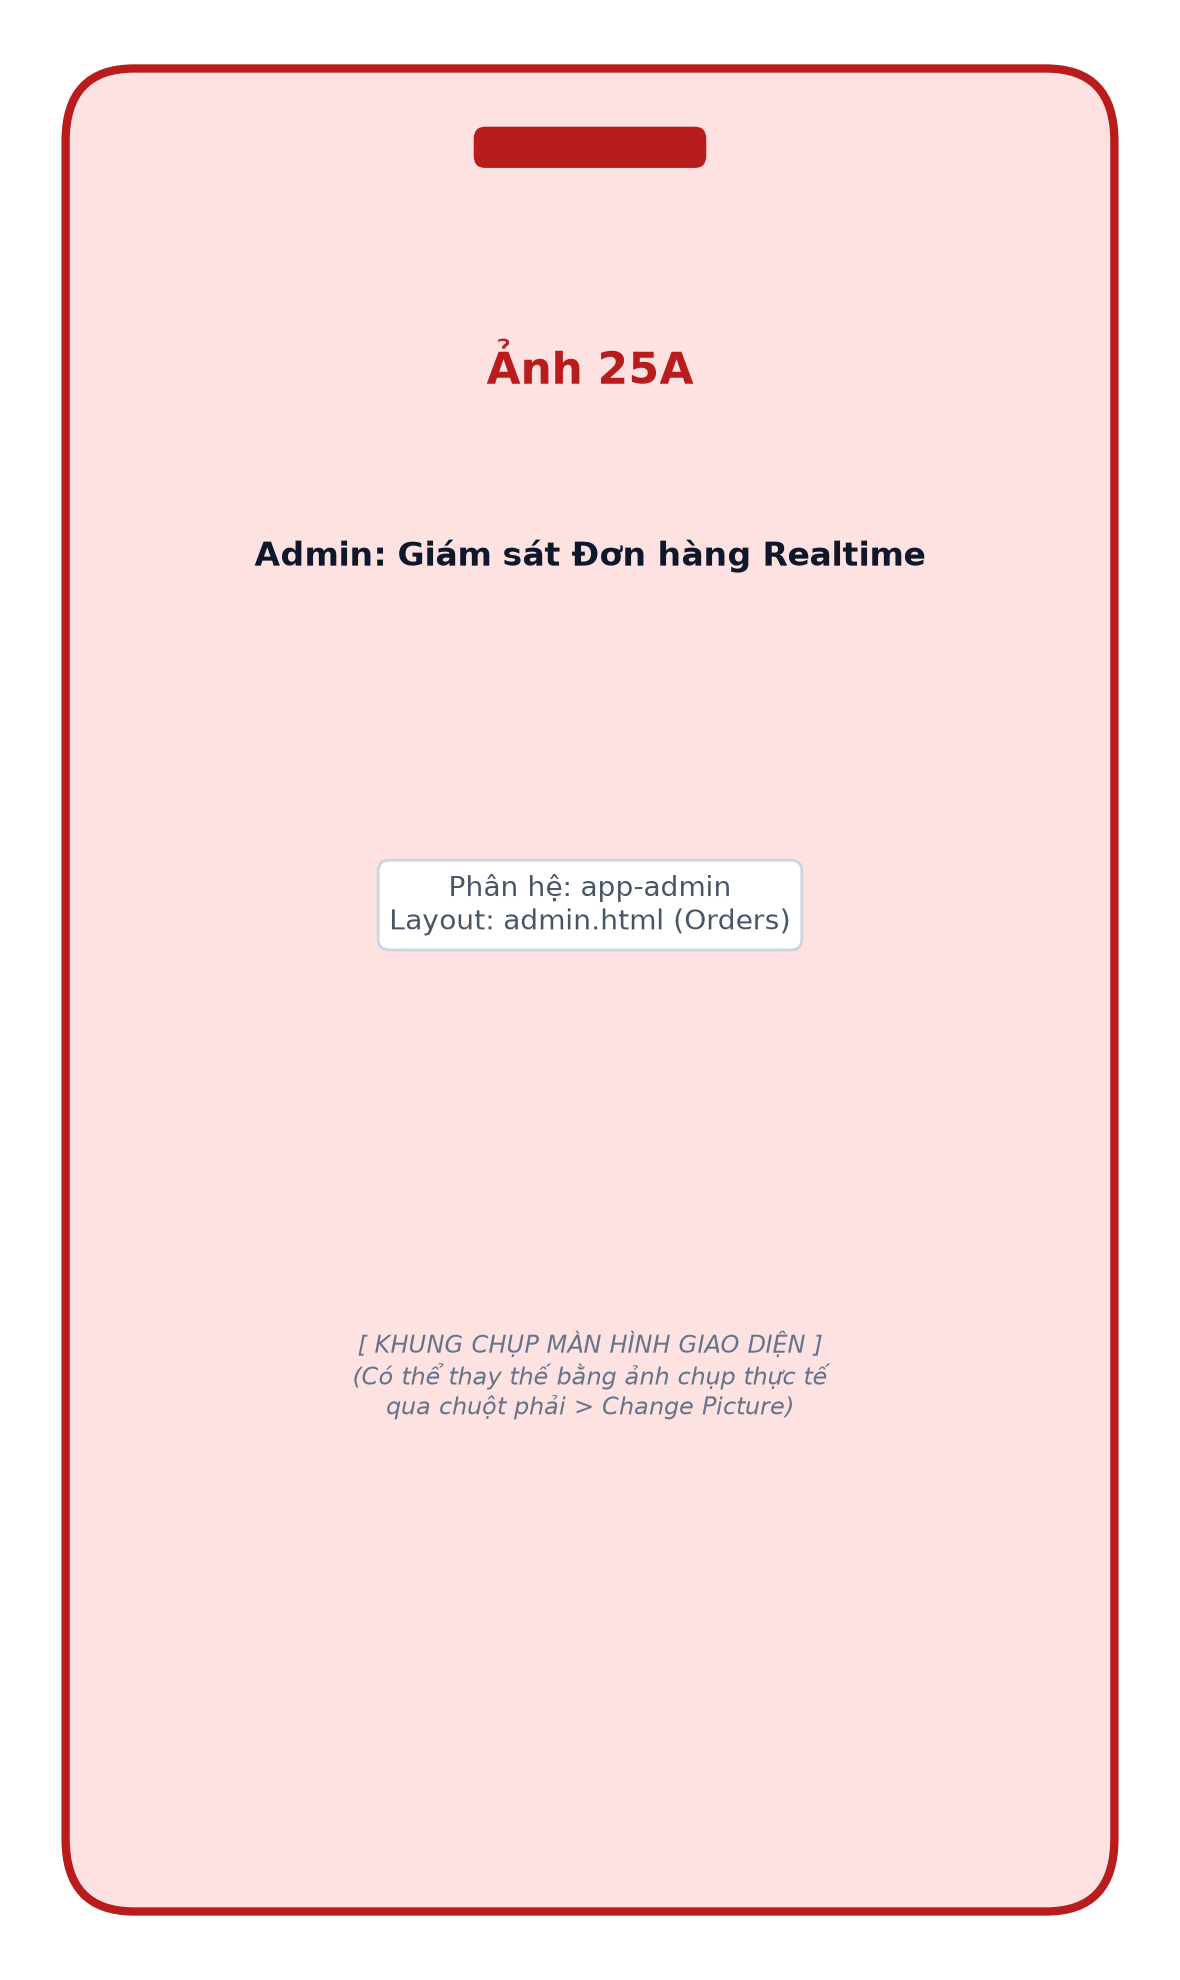 Ảnh 25A
Admin: Giám sát Đơn hàng Realtime
Phân hệ: app-admin
Layout: admin.html (Orders)
[ KHUNG CHỤP MÀN HÌNH GIAO DIỆN ]
(Có thể thay thế bằng ảnh chụp thực tế
qua chuột phải > Change Picture)